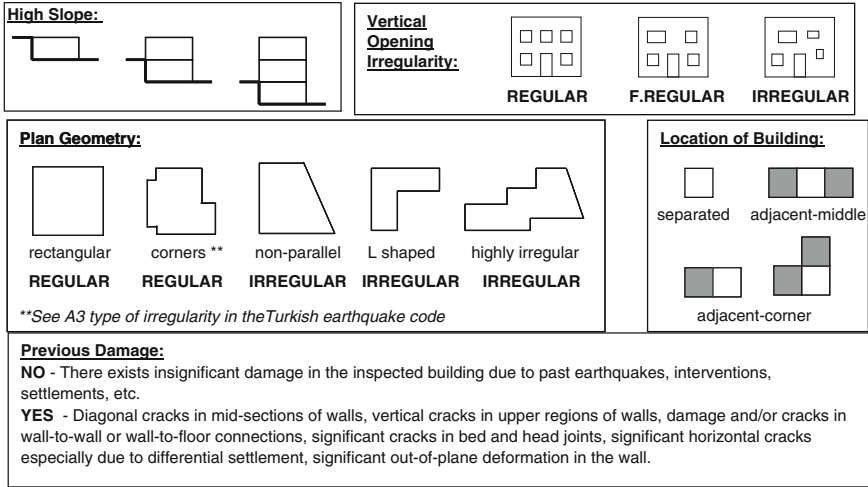 High Slope:
Vertical
Opening
Irregularity:
REGULAR F.REGULAR IRREGULAR
Plan Geometry:
rectangular corners ** non-parallel L shaped highly irregular
REGULAR REGULAR IRREGULAR IRREGULAR IRREGULAR
**See A3 type of irregularity in theTurkish earthquake code
Location of Building:
separated adjacent-middle
adjacent-corner
Previous Damage:
NO - There exists insignificant damage in the inspected building due to past earthquakes, interventions,
settlements, etc.
YES - Diagonal cracks in mid-sections of walls, vertical cracks in upper regions of walls, damage and/or cracks in
wall-to-wall or wall-to-floor connections, significant cracks in bed and head joints, significant horizontal cracks
especially due to differential settlement, significant out-of-plane deformation in the wall.